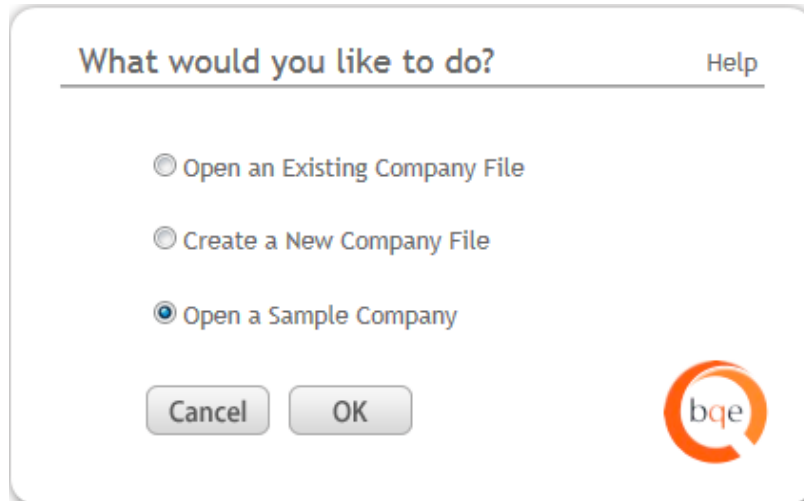 What would you like to do?
Help
Open an Existing Company File
Create a New Company File
Open a Sample Company
Cancel
OK
bqe